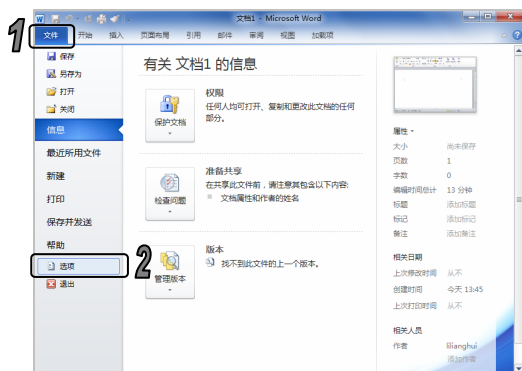 文档1 - Microsoft Word
1
文件 开始 插入 页面布局 引用 邮件 审阅 视图 加载项
保存
另存为
打开
关闭
信息
最近所用文件
新建
打印
保存并发送
帮助
选项
退出
2
有关 文档1 的信息
保护文档
权限
任何人均可打开、复制和更改此文档的任何
部分。
检查问题
准备共享
在共享此文件前，请注意其包含以下内容:
文档属性和作者的姓名
管理版本
版本
找不到此文件的上一个版本。
属性
大小 尚未保存
页数 1
字数 0
编辑时间总计 13 分钟
标题 添加标题
标记 添加标记
备注 添加备注
相关日期
上次修改时间 从不
创建时间 今天 13:45
上次打印时间 从不
相关人员
作者 lilianghui
添加作者